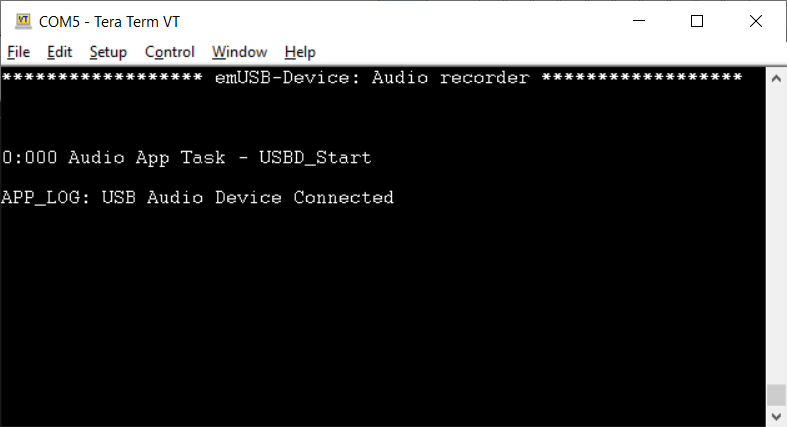 COM5 - Tera Term VT
File Edit Setup Control Window Help
****************** emUSB-Device: Audio recorder ******************
0:000 Audio App Task - USBD_Start
APP_LOG: USB Audio Device Connected